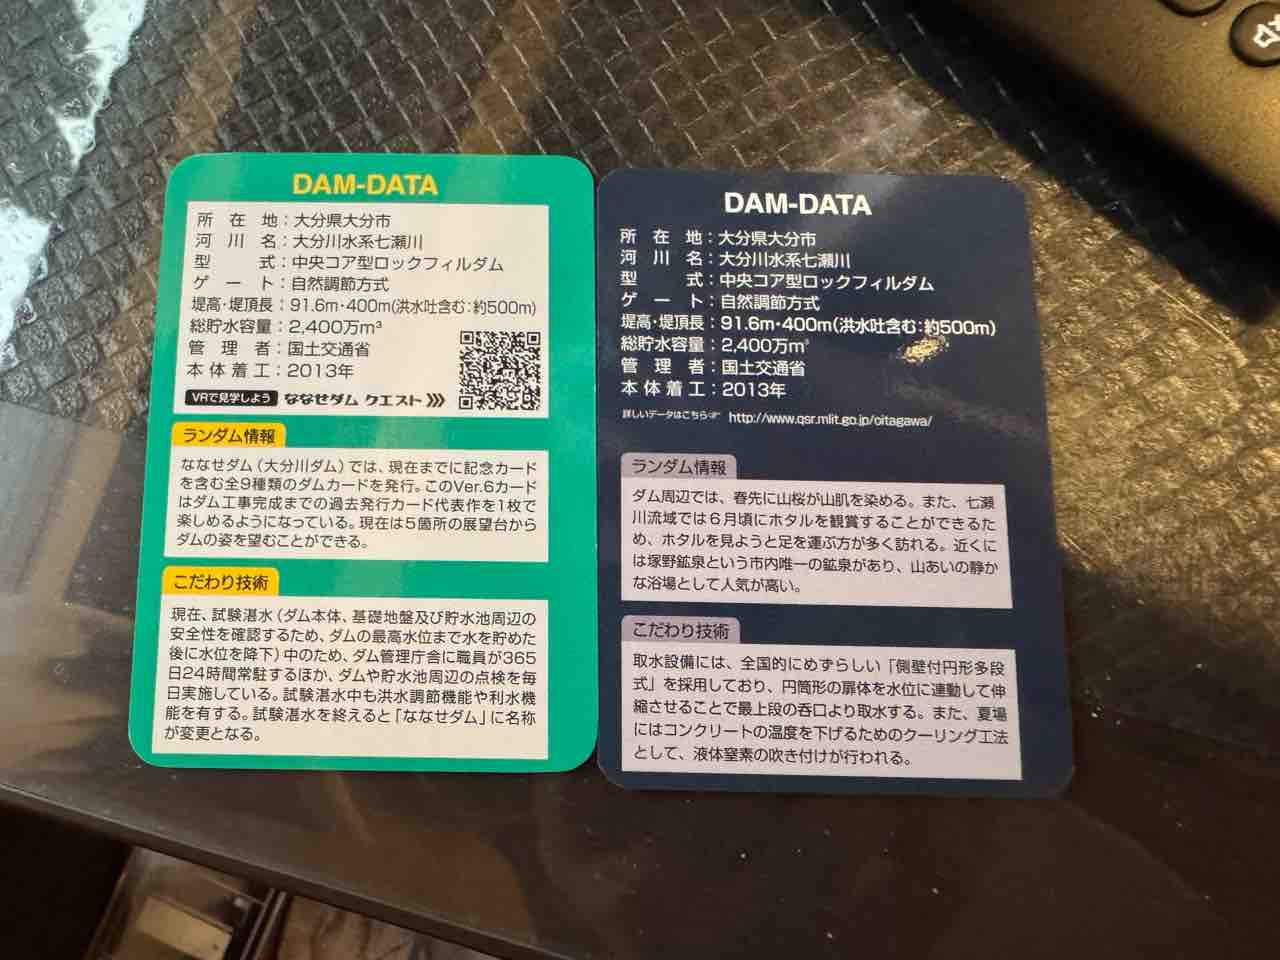 DAM-DATA
所在地：大分県大分市
河川名：大分川水系七瀬川
型式：中央コア型ロックフィルダム
ゲート：自然調節方式
堤高・堤頂長：91.6m・400m(洪水吐含む：約500m)
総貯水容量：2,400万m³
管理者：国土交通省
本体着工：2013年
VRで見学しよう ななせダム クエスト》》
ランダム情報
ななせダム（大分川ダム）では、現在までに記念カード
を含む全9種類のダムカードを発行。このVer.6カード
はダム工事完成までの過去発行カード代表作を1枚で
楽しめるようになっている。現在は5箇所の展望台から
ダムの姿を望むことができる。
こだわり技術
現在、試験湛水（ダム本体、基礎地盤及び貯水池周辺の
安全性を確認するため、ダムの最高水位まで水を貯めた
後に水位を降下）中のため、ダム管理庁舎に職員が365
日24時間常駐するほか、ダムや貯水池周辺の点検を毎
日実施している。試験湛水中も洪水調節機能や利水機
能を有する。試験湛水を終えると「ななせダム」に名称
が変更となる。
DAM-DATA
所在地：大分県大分市
河川名：大分川水系七瀬川
型式：中央コア型ロックフィルダム
ゲート：自然調節方式
堤高・堤頂長：91.6m・400m(洪水吐含む：約500m)
総貯水容量：2,400万m³
管理者：国土交通省
本体着工：2013年
詳しいデータはこちら☞ http://www.qsr.mlit.go.jp/oitagawa/
ランダム情報
ダム周辺では、春先に山桜が山肌を染める。また、七瀬
川流域では6月頃にホタルを観賞することができるた
め、ホタルを見ようと足を運ぶ方が多く訪れる。近くに
は塚野鉱泉という市内唯一の鉱泉があり、山あいの静か
な浴場として人気が高い。
こだわり技術
取水設備には、全国的にめずらしい「側壁付円形多段
式」を採用しており、円筒形の扉体を水位に連動して伸
縮させることで最上段の呑口より取水する。また、夏場
にはコンクリートの温度を下げるためのクーリング工法
として、液体窒素の吹き付けが行われる。